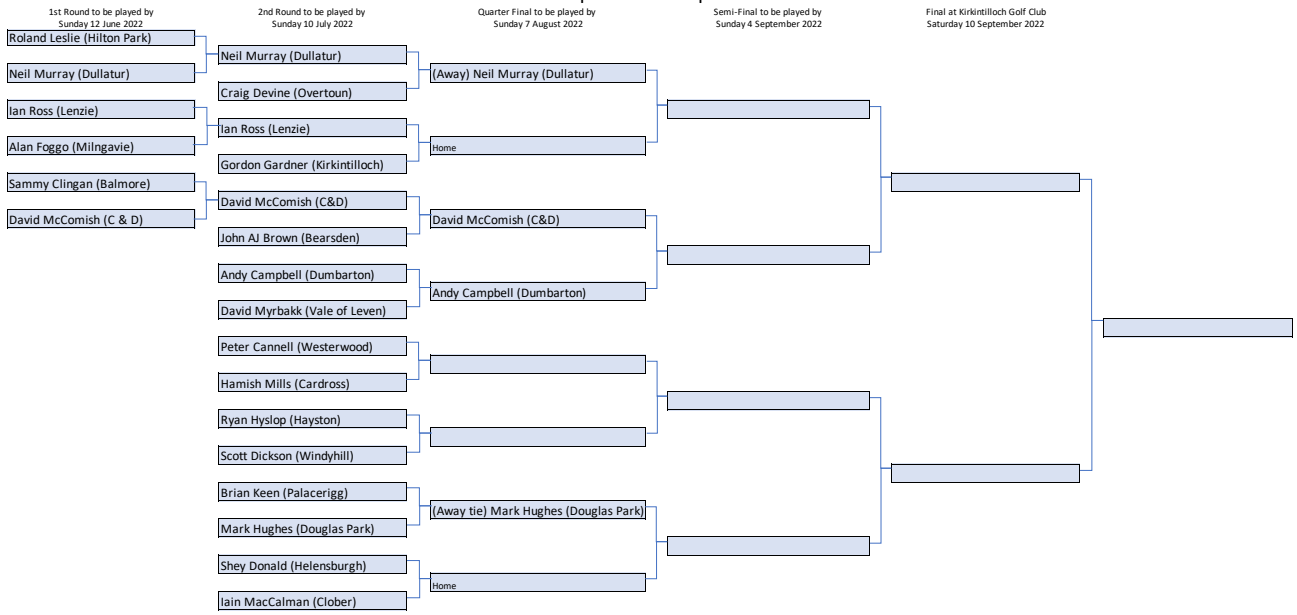 1st Round to be played by
Sunday 12 June 2022
2nd Round to be played by
Sunday 10 July 2022
Quarter Final to be played by
Sunday 7 August 2022
Semi-Final to be played by
Sunday 4 September 2022
Final at Kirkintilloch Golf Club
Saturday 10 September 2022
Roland Leslie (Hilton Park)
Neil Murray (Dullatur)
Ian Ross (Lenzie)
Alan Foggo (Milngavie)
Sammy Clingan (Balmore)
David McComish (C & D)
Neil Murray (Dullatur)
Craig Devine (Overtoun)
Ian Ross (Lenzie)
Gordon Gardner (Kirkintilloch)
David McComish (C&D)
John AJ Brown (Bearsden)
Andy Campbell (Dumbarton)
David Myrbakk (Vale of Leven)
Peter Cannell (Westerwood)
Hamish Mills (Cardross)
Ryan Hyslop (Hayston)
Scott Dickson (Windyhill)
Brian Keen (Palacerigg)
Mark Hughes (Douglas Park)
Shey Donald (Helensburgh)
Iain MacCalman (Clober)
(Away) Neil Murray (Dullatur)
Home
David McComish (C&D)
Andy Campbell (Dumbarton)
(Away tie) Mark Hughes (Douglas Park)
Home